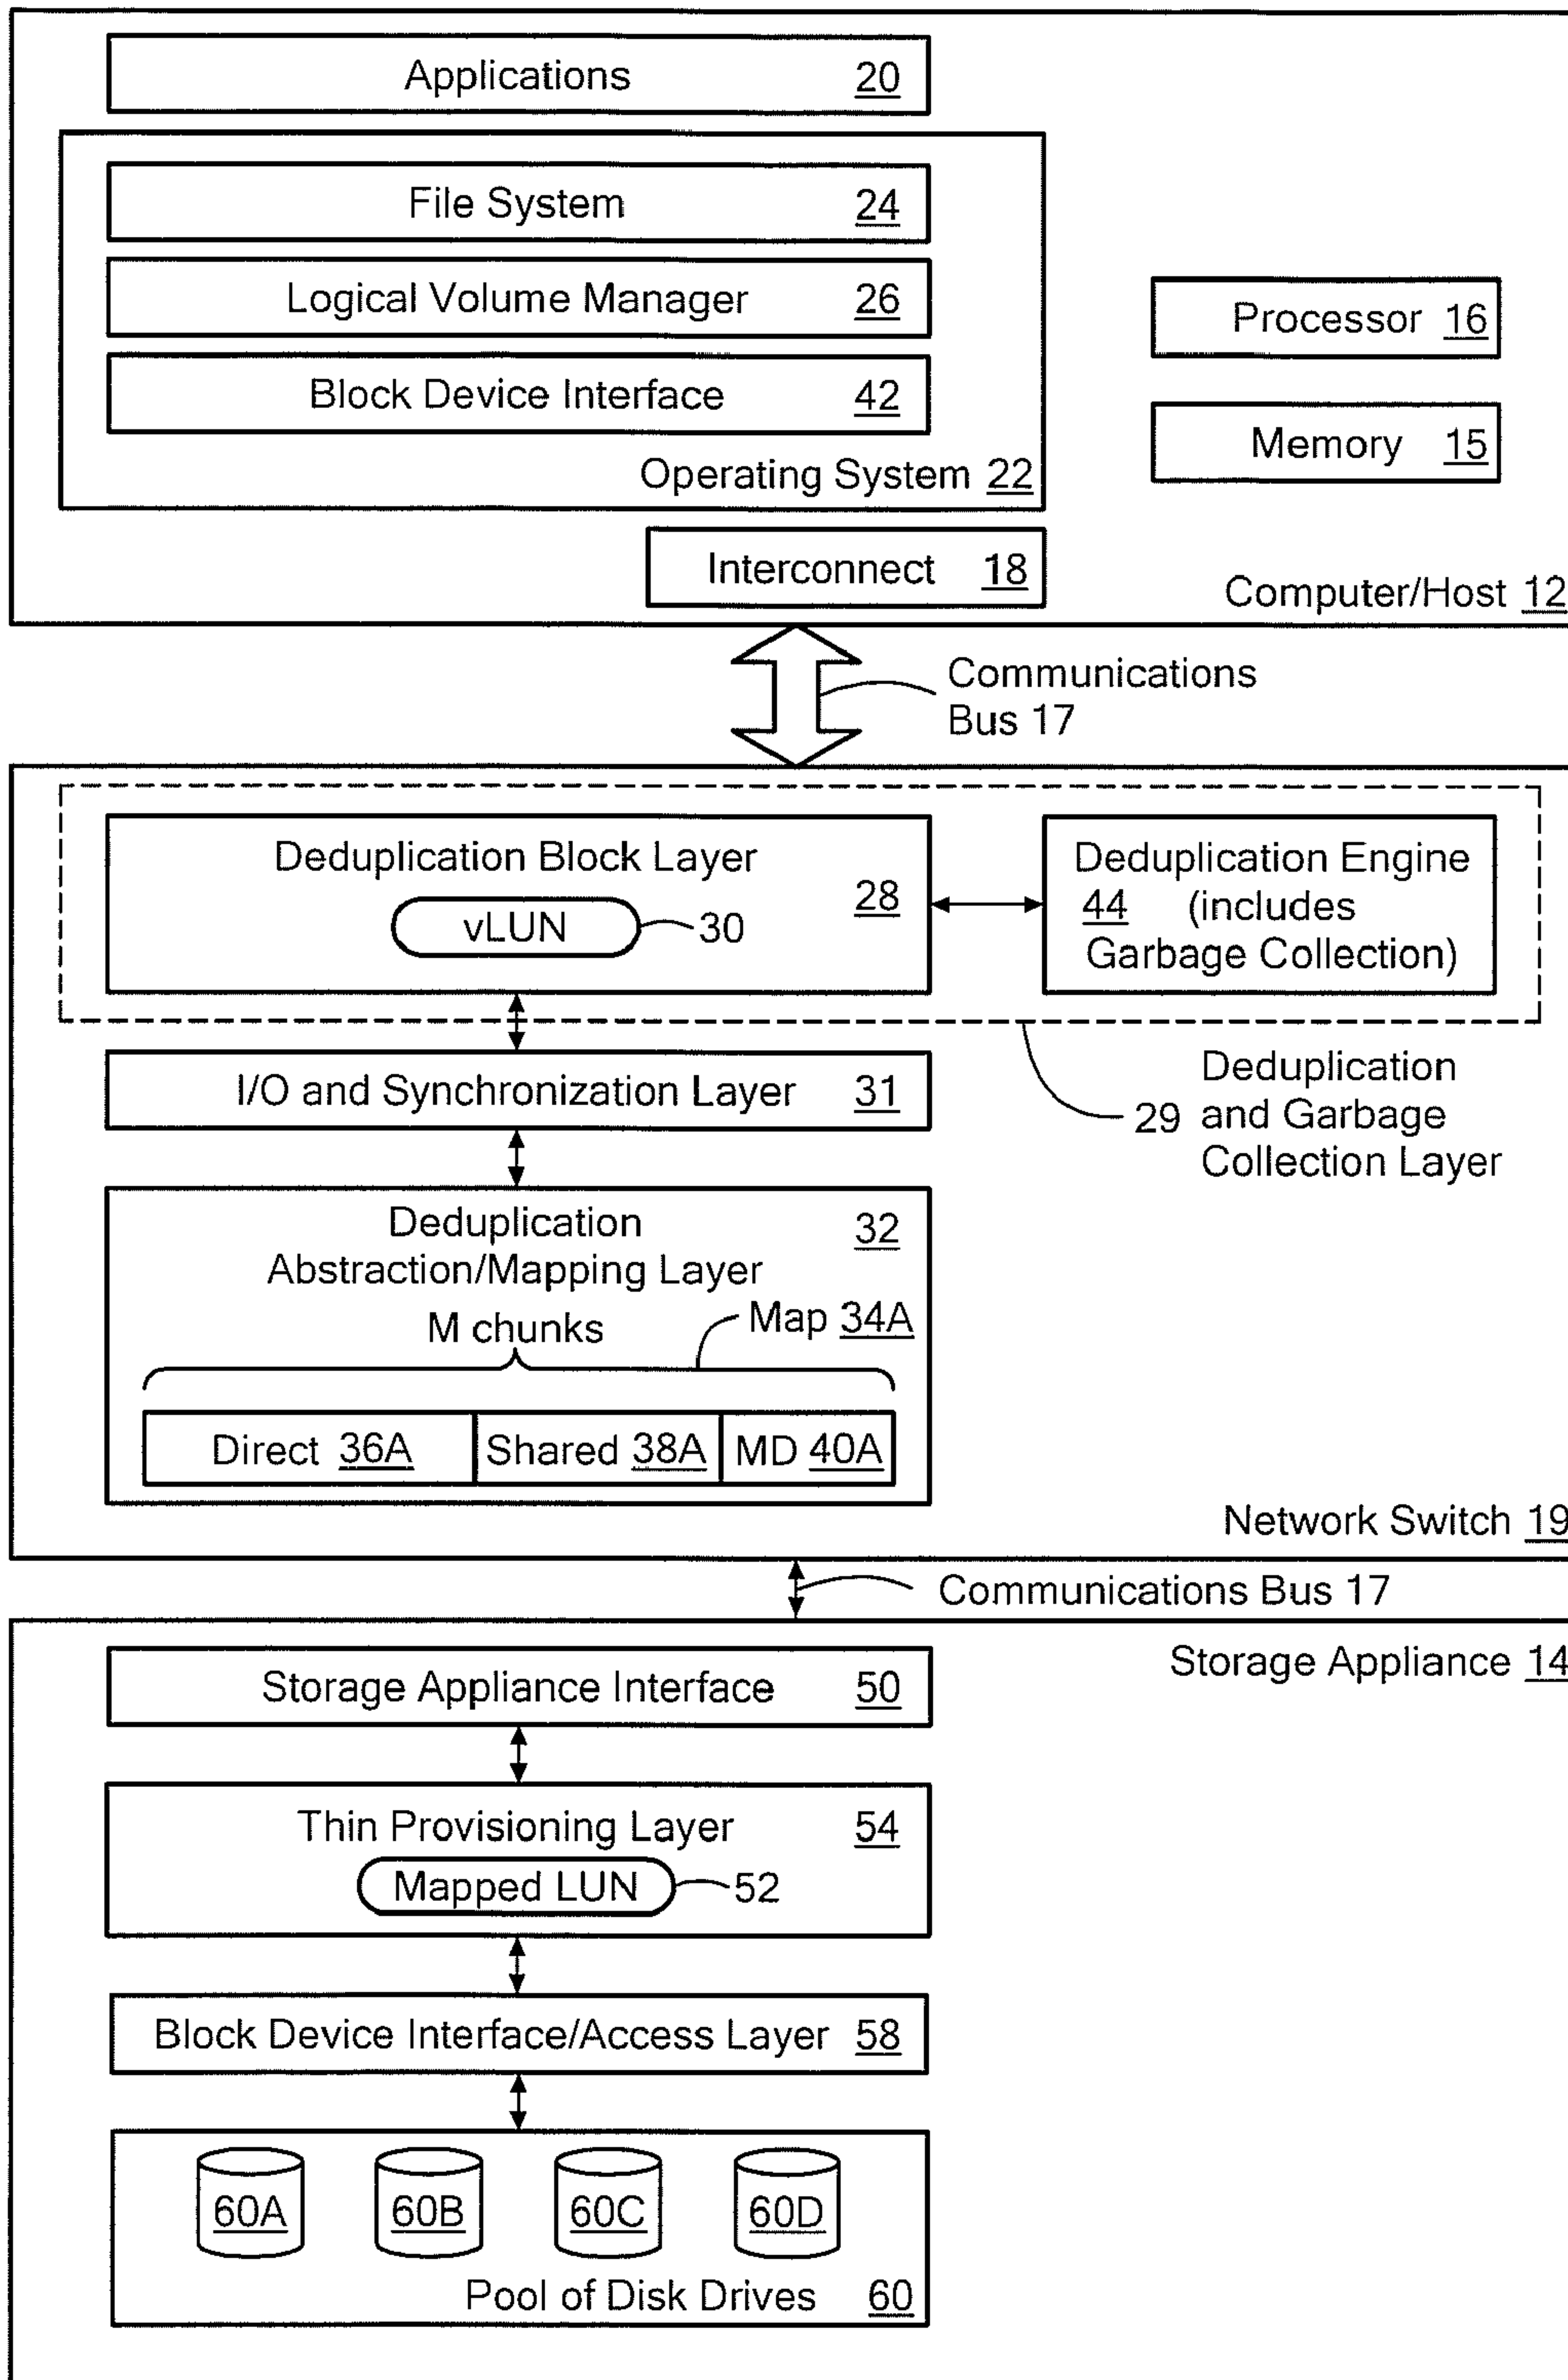 Applications 20
File System 24
Logical Volume Manager 26
Block Device Interface 42
Operating System 22
Processor 16
Memory 15
Interconnect 18
Computer/Host 12
Communications
Bus 17
Deduplication Block Layer
28
vLUN
30
Deduplication Engine
44 (includes
Garbage Collection)
I/O and Synchronization Layer 31
Deduplication
29 and Garbage
Collection Layer
Deduplication 32
Abstraction/Mapping Layer
M chunks
Map 34A
Direct 36A
Shared 38A
MD 40A
Network Switch 19
Communications Bus 17
Storage Appliance 14
Storage Appliance Interface 50
Thin Provisioning Layer 54
Mapped LUN
52
Block Device Interface/Access Layer 58
60A
60B
60C
60D
Pool of Disk Drives 60